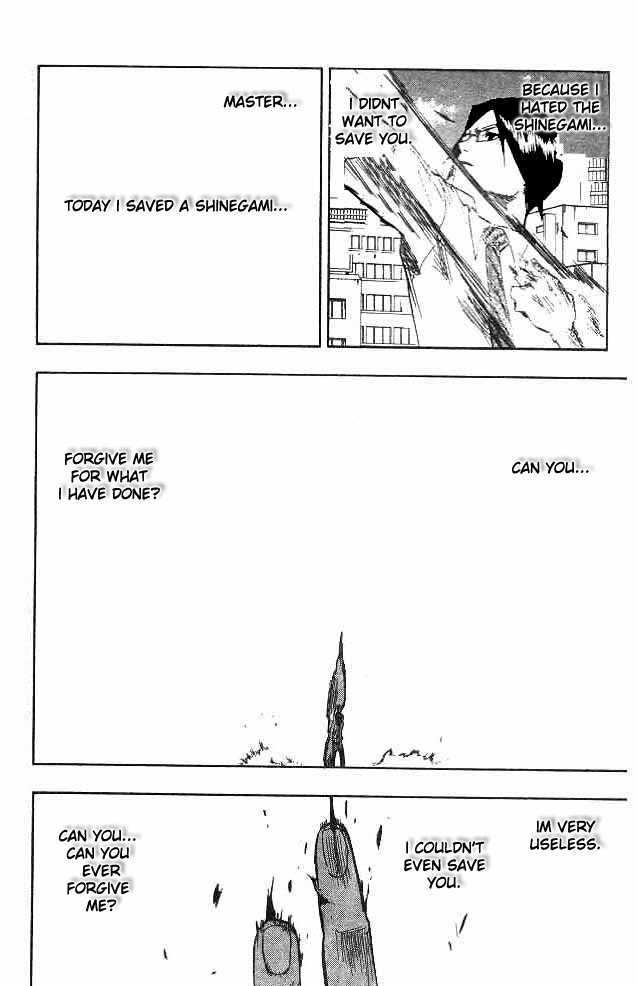 BECAUSE I
HATED THE
SHINEGAMI...
I DIDNT
WANT TO
SAVE YOU.
MASTER...
TODAY I SAVED A SHINEGAMI...
CAN YOU...
FORGIVE ME
FOR WHAT
I HAVE DONE?
IM VERY
USELESS.
I COULDN'T
EVEN SAVE
YOU.
CAN YOU...
CAN YOU
EVER
FORGIVE
ME?